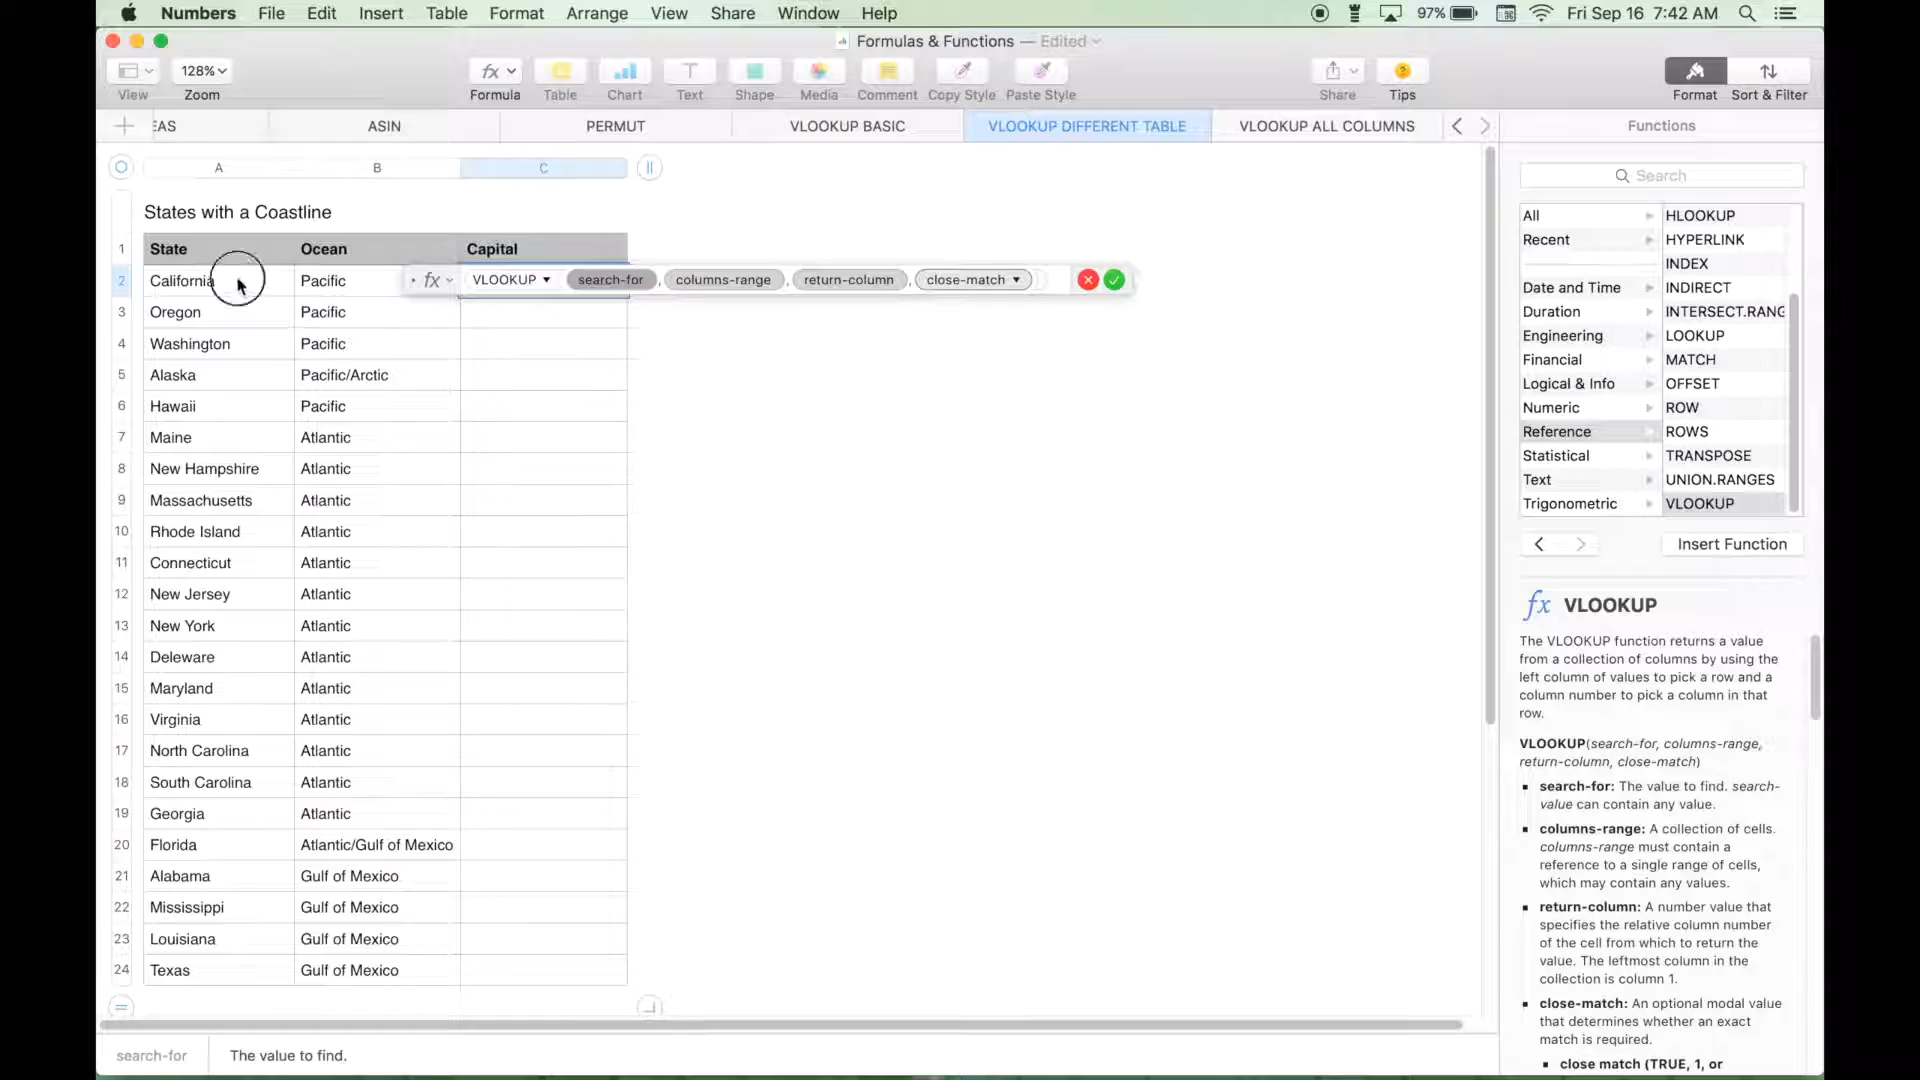 Numbers File Edit Insert Table Format Arrange View Share Window Help 97% Fri Sep 16 7:42 AM
Formulas & Functions — Edited
128%
View Zoom Formula Table Chart Text Shape Media Comment Copy Style Paste Style Share Tips Format Sort & Filter
EAS ASIN PERMUT VLOOKUP BASIC VLOOKUP DIFFERENT TABLE VLOOKUP ALL COLUMNS Functions
A B C
Search
States with a Coastline
1 State Ocean Capital
2 California Pacific fx VLOOKUP search-for , columns-range , return-column , close-match
3 Oregon Pacific
4 Washington Pacific
5 Alaska Pacific/Arctic
6 Hawaii Pacific
7 Maine Atlantic
8 New Hampshire Atlantic
9 Massachusetts Atlantic
10 Rhode Island Atlantic
11 Connecticut Atlantic
12 New Jersey Atlantic
13 New York Atlantic
14 Deleware Atlantic
15 Maryland Atlantic
16 Virginia Atlantic
17 North Carolina Atlantic
18 South Carolina Atlantic
19 Georgia Atlantic
20 Florida Atlantic/Gulf of Mexico
21 Alabama Gulf of Mexico
22 Mississippi Gulf of Mexico
23 Louisiana Gulf of Mexico
24 Texas Gulf of Mexico
search-for The value to find.
All
Recent
Date and Time
Duration
Engineering
Financial
Logical & Info
Numeric
Reference
Statistical
Text
Trigonometric
HLOOKUP
HYPERLINK
INDEX
INDIRECT
INTERSECT.RANG
LOOKUP
MATCH
OFFSET
ROW
ROWS
TRANSPOSE
UNION.RANGES
VLOOKUP
Insert Function
fx VLOOKUP
The VLOOKUP function returns a value
from a collection of columns by using the
left column of values to pick a row and a
column number to pick a column in that
row.
VLOOKUP(search-for, columns-range,
return-column, close-match)
▪ search-for: The value to find. search-
value can contain any value.
▪ columns-range: A collection of cells.
columns-range must contain a
reference to a single range of cells,
which may contain any values.
▪ return-column: A number value that
specifies the relative column number
of the cell from which to return the
value. The leftmost column in the
collection is column 1.
▪ close-match: An optional modal value
that determines whether an exact
match is required.
▪ close match (TRUE, 1, or